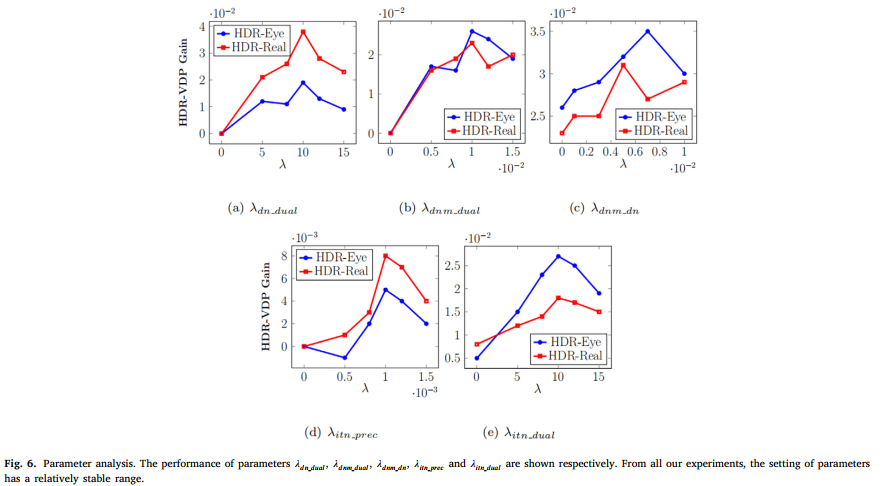 ·10⁻² ·10⁻² ·10⁻²
HDR-VDP Gain
4
3
2
1
0
HDR-Eye
HDR-Real
0 5 10 15
λ
(a) λdn_dual
2
1
0
HDR-Eye
HDR-Real
0 0.5 1 1.5
λ ·10⁻²
(b) λdnm_dual
3.5
3
2.5
HDR-Eye
HDR-Real
0 0.2 0.4 0.6 0.8 1
λ ·10⁻²
(c) λdnm_dn
·10⁻³ ·10⁻²
HDR-VDP Gain
8
6
4
2
0
HDR-Eye
HDR-Real
0 0.5 1 1.5
λ ·10⁻³
(d) λitn_prec
2.5
2
1.5
1
0.5
HDR-Eye
HDR-Real
0 5 10 15
λ
(e) λitn_dual
Fig. 6. Parameter analysis. The performance of parameters λdn_dual, λdnm_dual, λdnm_dn, λitn_prec and λitn_dual are shown respectively. From all our experiments, the setting of parameters
has a relatively stable range.